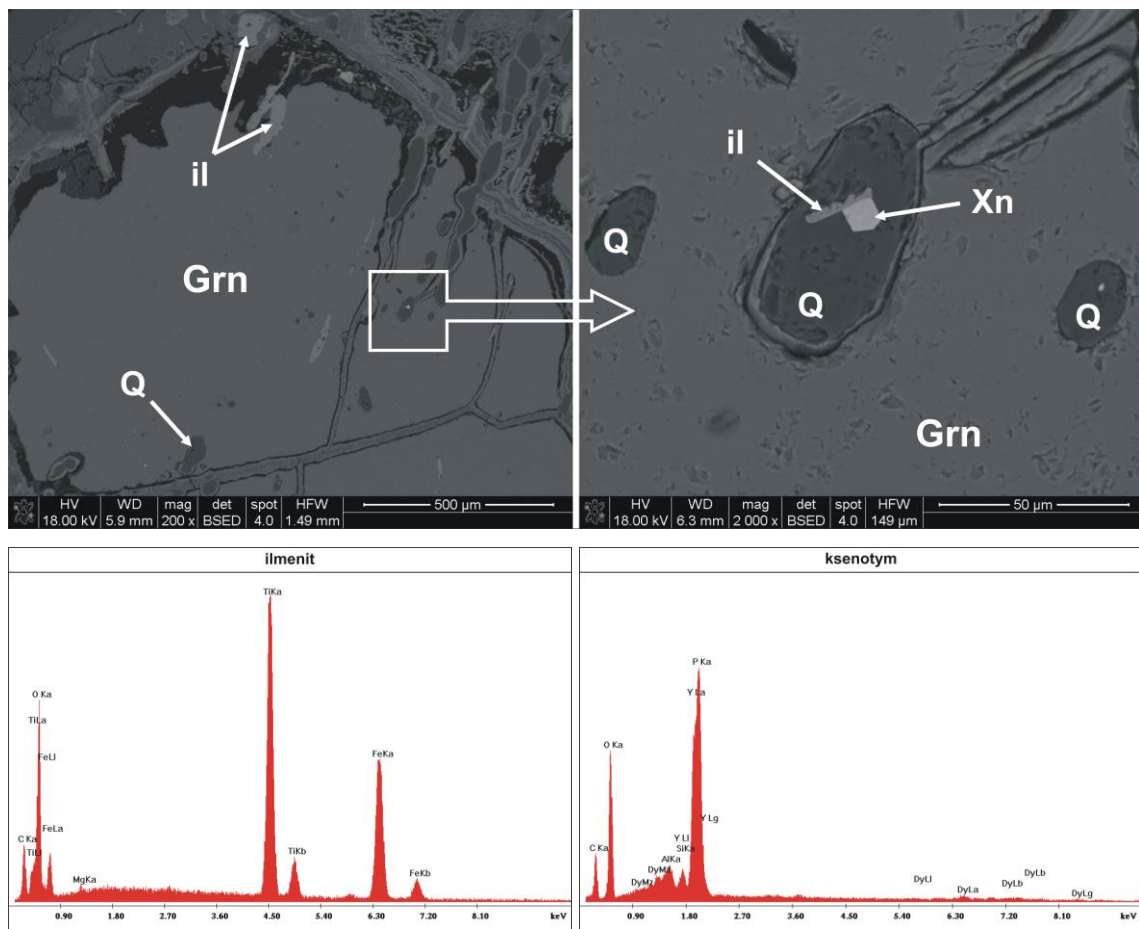 il
Grn
Q
HV WD mag det spot HFW
18.00 kV 5.9 mm 200 x BSED 4.0 1.49 mm 500 µm
il
Xn
Q
Q
Q
Grn
HV WD mag det spot HFW
18.00 kV 6.3 mm 2 000 x BSED 4.0 149 µm 50 µm
ilmenit
TiKa
O Ka
TiLa
FeLl
FeKa
FeLa
C Ka
TiLl
TiKb
MgKa
FeKb
0.90 1.80 2.70 3.60 4.50 5.40 6.30 7.20 8.10 keV
ksenotym
P Ka
Y La
O Ka
Y Lg
Y Ll
C Ka
SiKa
AlKa
DyMz
DyLl
DyLa
DyLb
DyLb
DyLg
0.90 1.80 2.70 3.60 4.50 5.40 6.30 7.20 8.10 keV